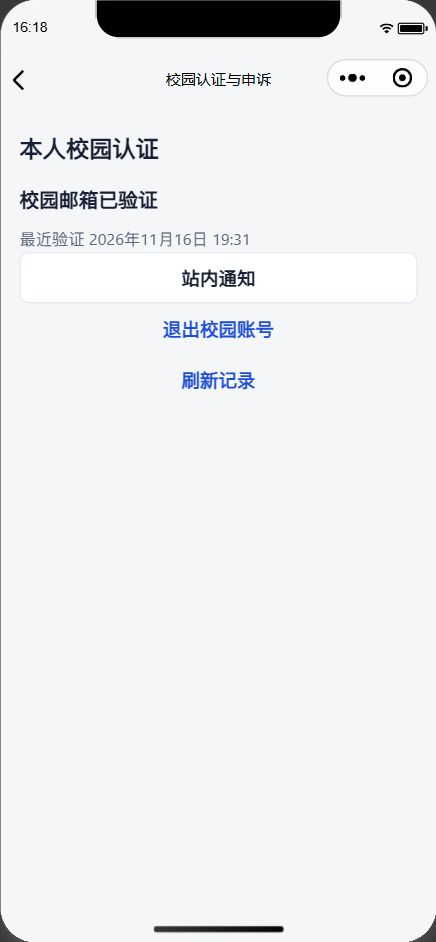 16:18
校园认证与申诉
本人校园认证
校园邮箱已验证
最近验证 2026年11月16日 19:31
站内通知
退出校园账号
刷新记录